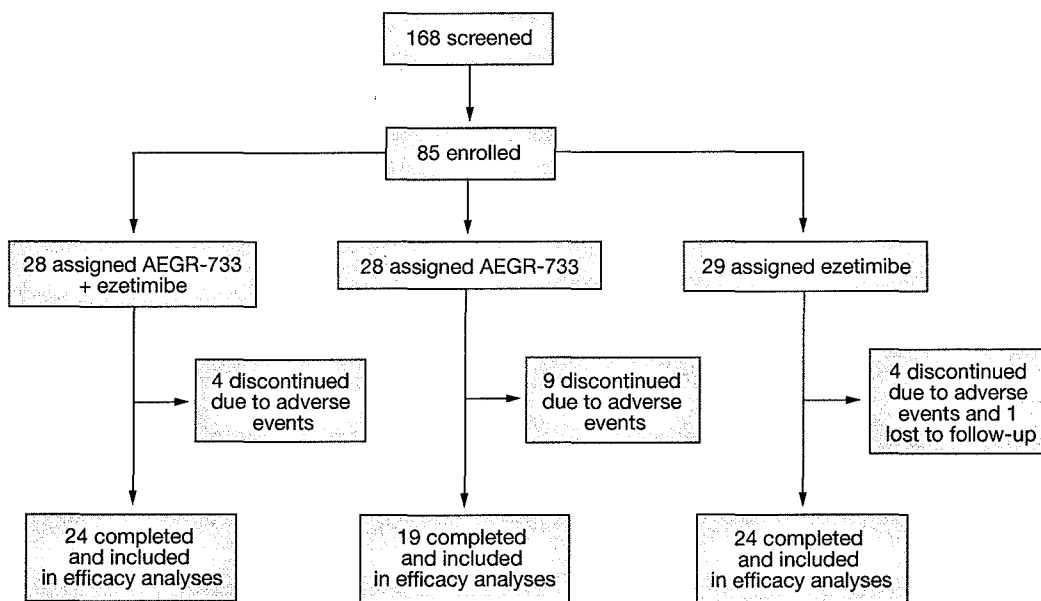 168 screened
85 enrolled
28 assigned AEGR-733
+ ezetimibe
28 assigned AEGR-733
29 assigned ezetimibe
4 discontinued
due to adverse
events
9 discontinued
due to adverse
events
4 discontinued
due to adverse
events and 1
lost to follow-up
24 completed
and included
in efficacy analyses
19 completed
and included
in efficacy analyses
24 completed
and included
in efficacy analyses